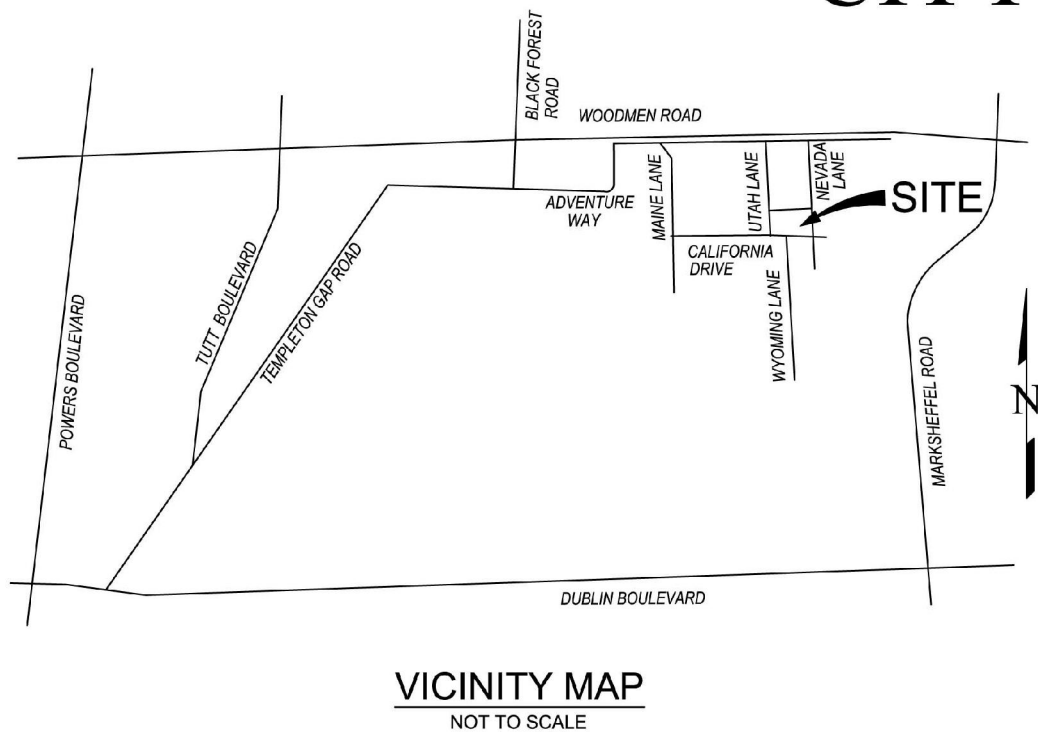 BLACK FOREST
ROAD
WOODMEN ROAD
ADVENTURE
WAY
MAINE LANE
UTAH LANE
NEVADA
LANE
SITE
CALIFORNIA
DRIVE
WYOMING LANE
TUTT BOULEVARD
TEMPLETON GAP ROAD
POWERS BOULEVARD
MARKSHEFFEL ROAD
N
DUBLIN BOULEVARD
VICINITY MAP
NOT TO SCALE